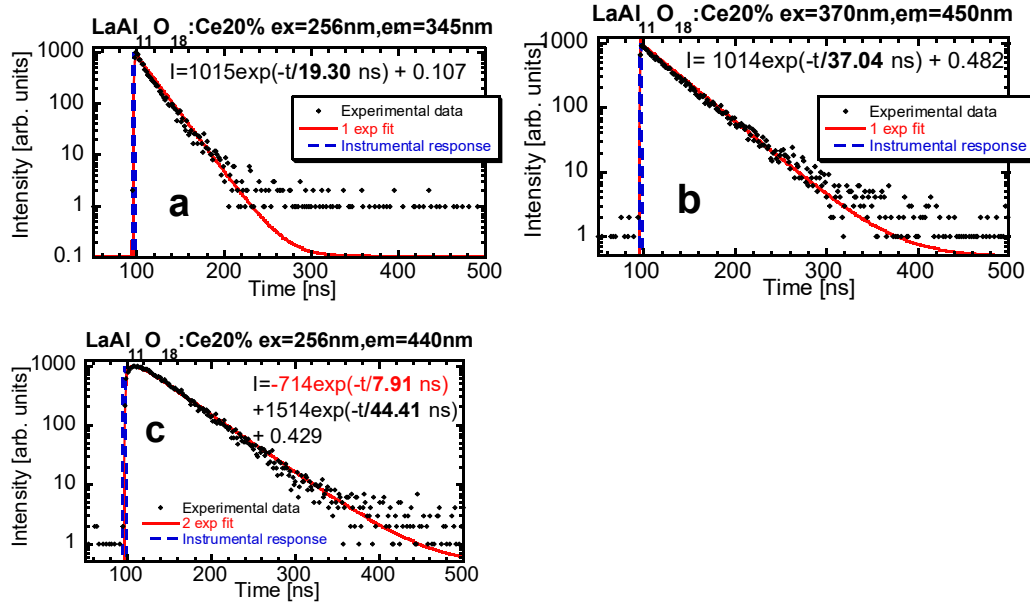 LaAl11O18:Ce20% ex=256nm,em=345nm
I=1015exp(-t/19.30 ns) + 0.107
Experimental data
1 exp fit
Instrumental response
a
Intensity [arb. units]
1000
100
10
1
0.1
100 200 300 400 500
Time [ns]
LaAl11O18:Ce20% ex=370nm,em=450nm
I= 1014exp(-t/37.04 ns) + 0.482
Experimental data
1 exp fit
Instrumental response
b
Intensity [arb. units]
1000
100
10
1
100 200 300 400 500
Time [ns]
LaAl11O18:Ce20% ex=256nm,em=440nm
I=-714exp(-t/7.91 ns)
+1514exp(-t/44.41 ns)
+ 0.429
c
Experimental data
2 exp fit
Instrumental response
Intensity [arb. units]
1000
100
10
1
100 200 300 400 500
Time [ns]